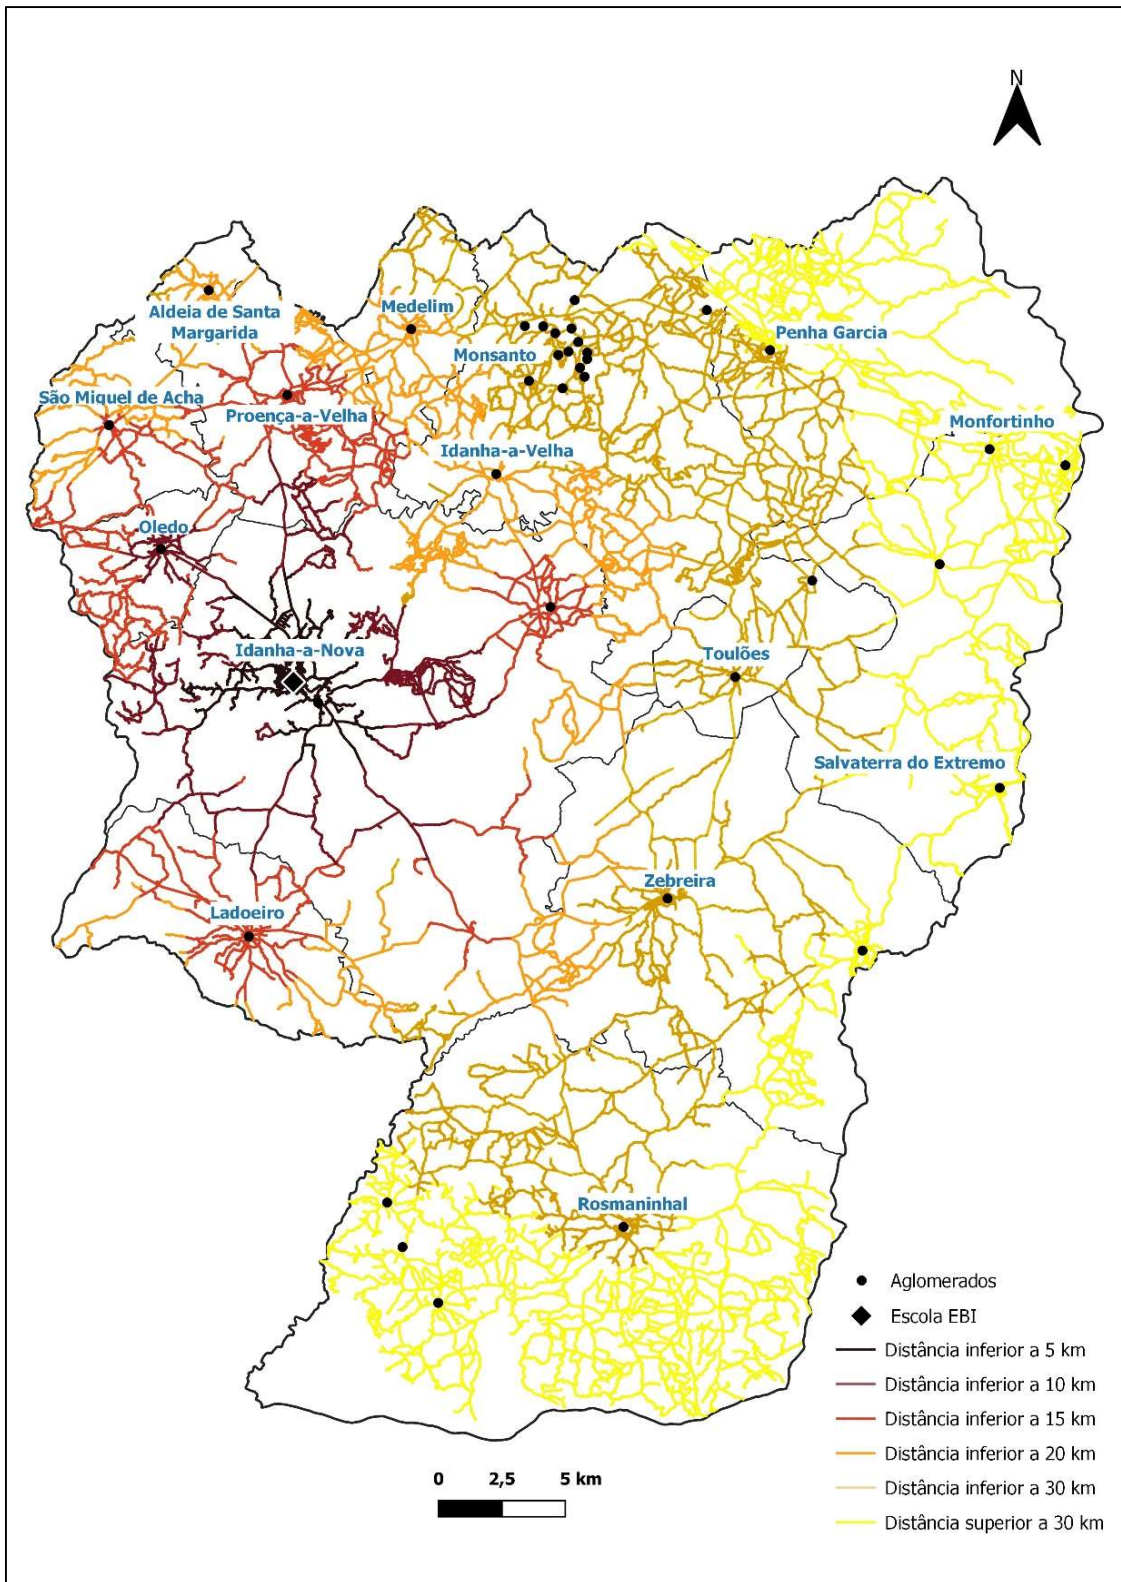 N
Aldeia de Santa
Margarida
Medelim
Monsanto
Penha Garcia
São Miguel de Acha
Proença-a-Velha
Monfortinho
Idanha-a-Velha
Oledo
Idanha-a-Nova
Toulões
Salvaterra do Extremo
Zebreira
Ladoeiro
Rosmaninhal
Aglomerados
Escola EBI
Distância inferior a 5 km
Distância inferior a 10 km
Distância inferior a 15 km
Distância inferior a 20 km
Distância inferior a 30 km
Distância superior a 30 km
0 2,5 5 km